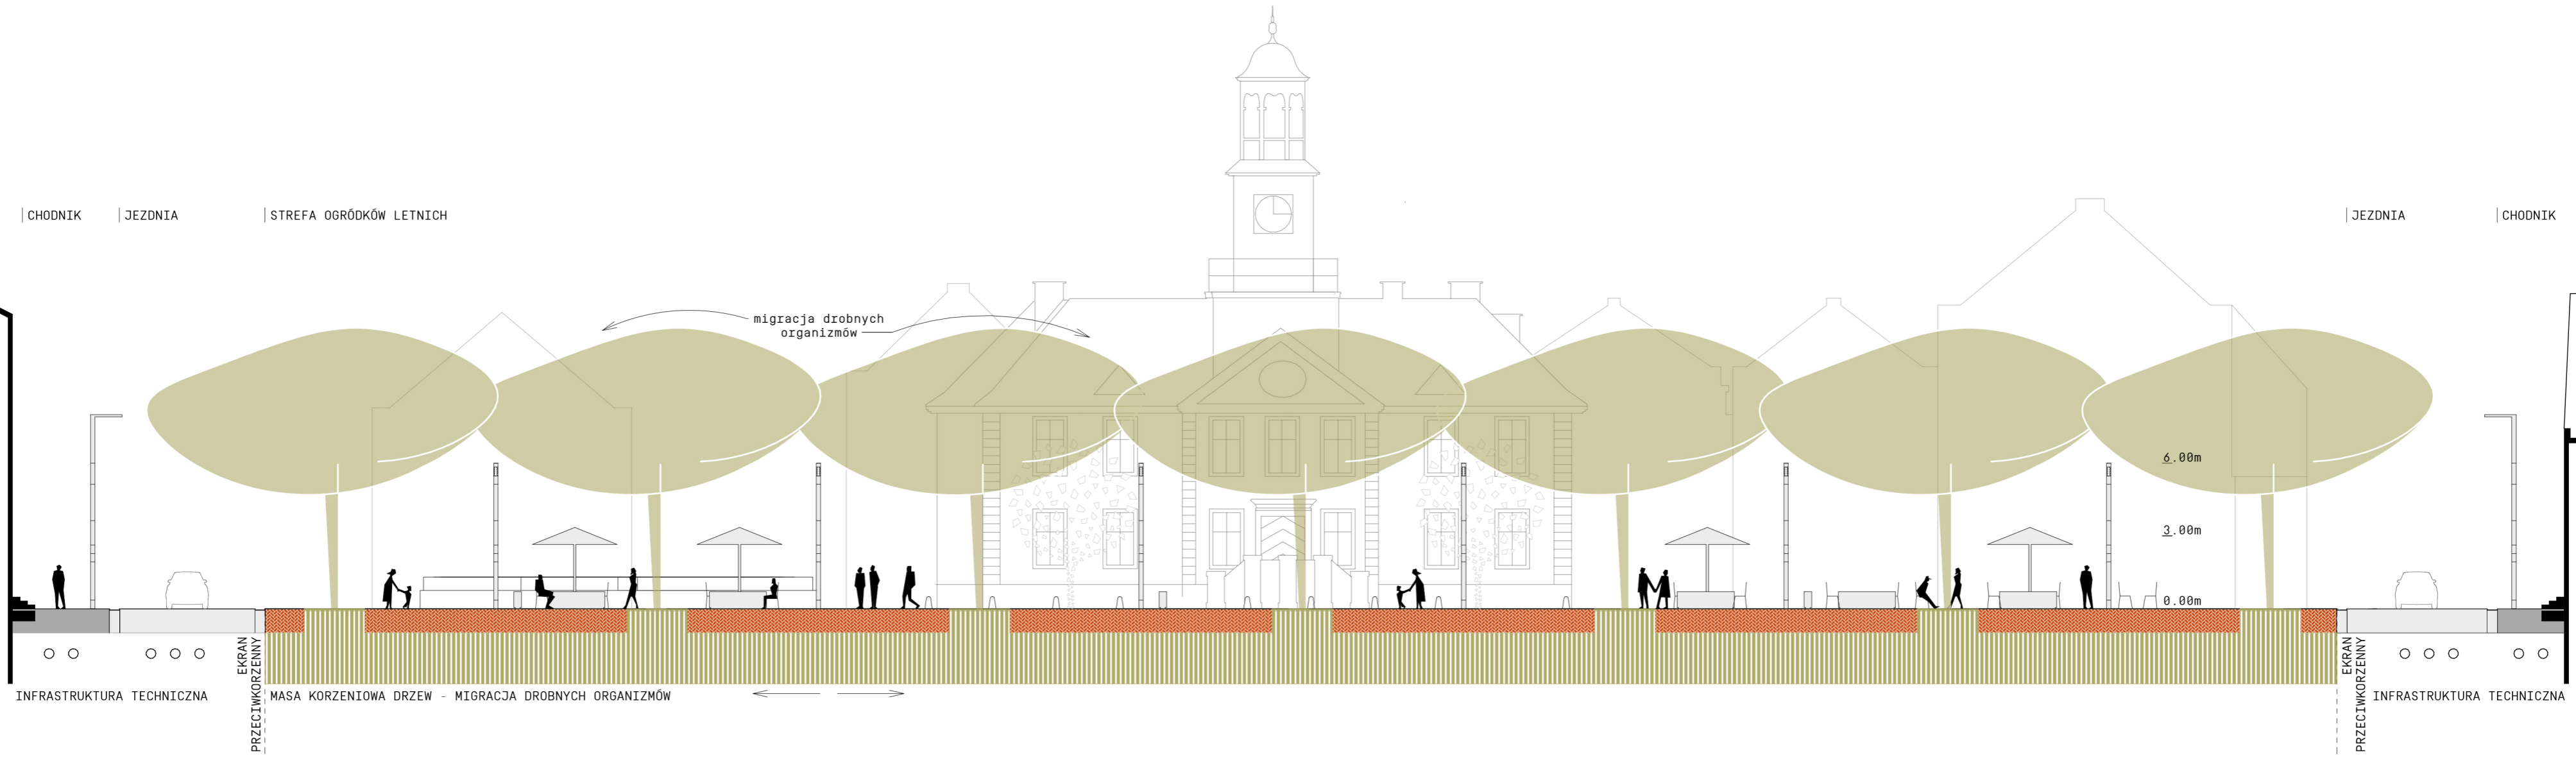 CHODNIK
JEZDNIA
STREFA OGRÓDKÓW LETNICH
JEZDNIA
CHODNIK
migracja drobnych
organizmów
6.00m
3.00m
0.00m
EKRAN
PRZECIWKORZENNY
EKRAN
PRZECIWKORZENNY
INFRASTRUKTURA TECHNICZNA
MASA KORZENIOWA DRZEW - MIGRACJA DROBNYCH ORGANIZMÓW
INFRASTRUKTURA TECHNICZNA